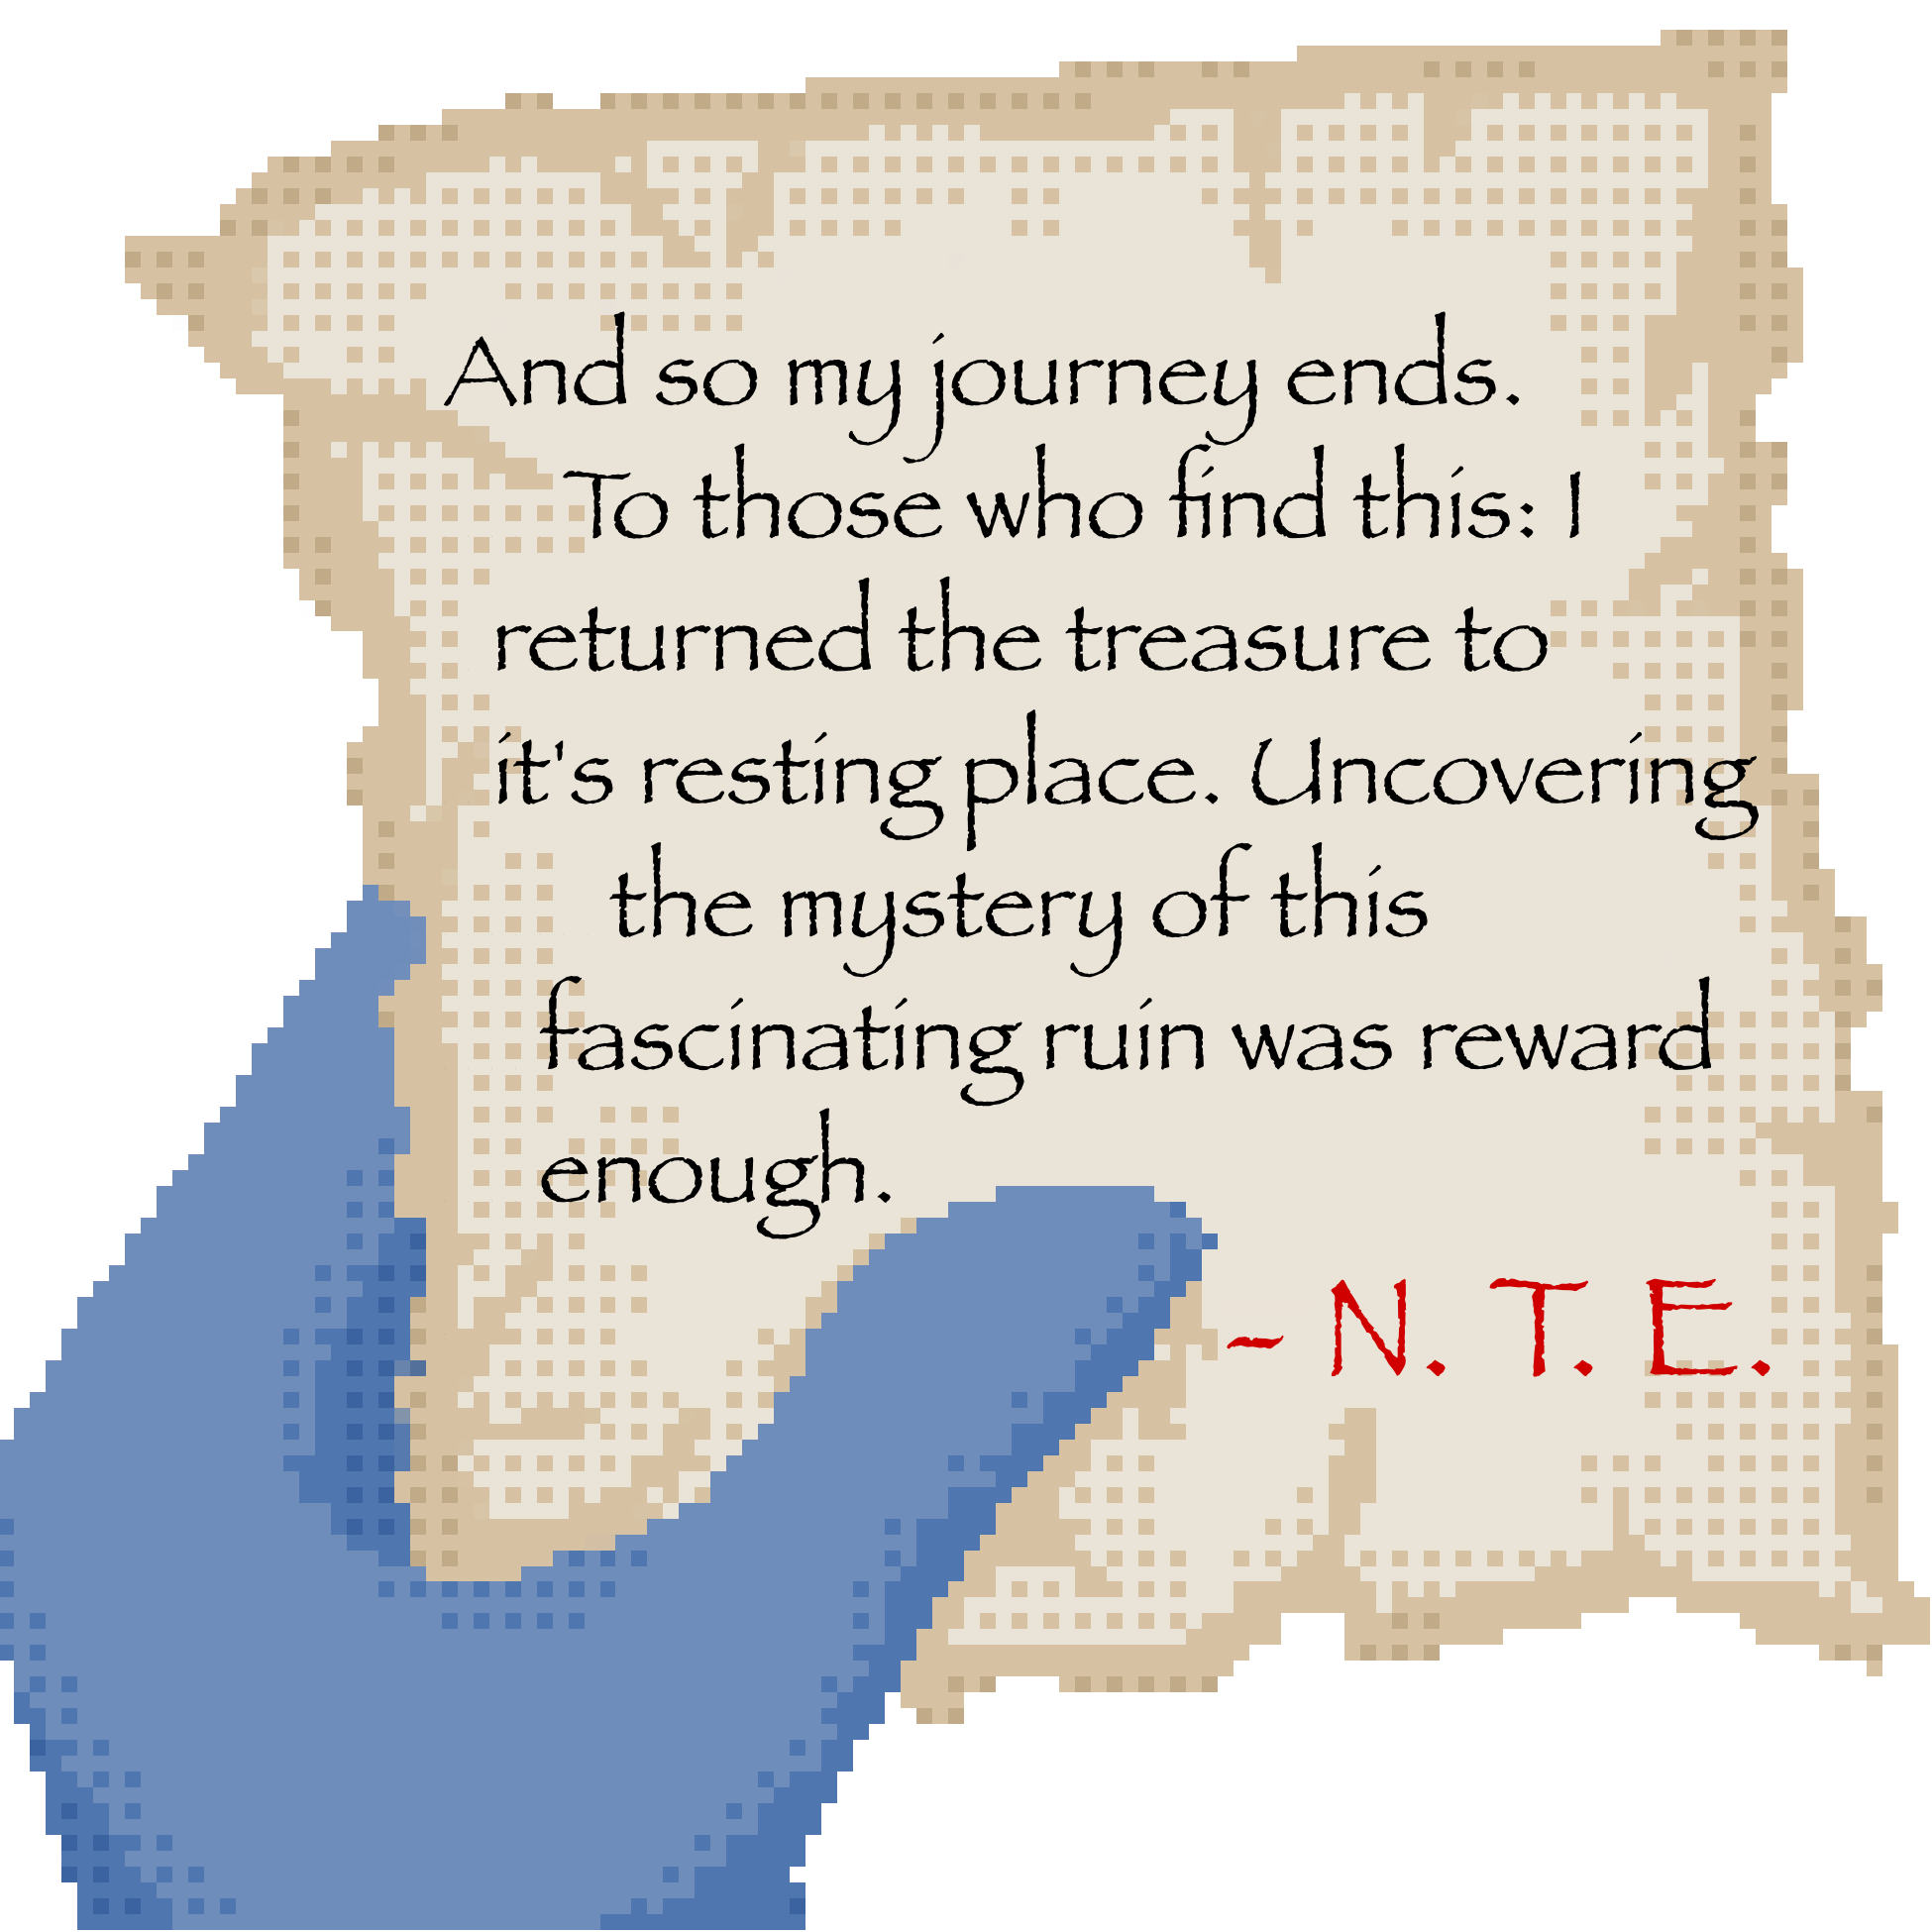 And so my journey ends.
To those who find this: I
returned the treasure to
it's resting place. Uncovering
the mystery of this
fascinating ruin was reward
enough.
-N. T. E.